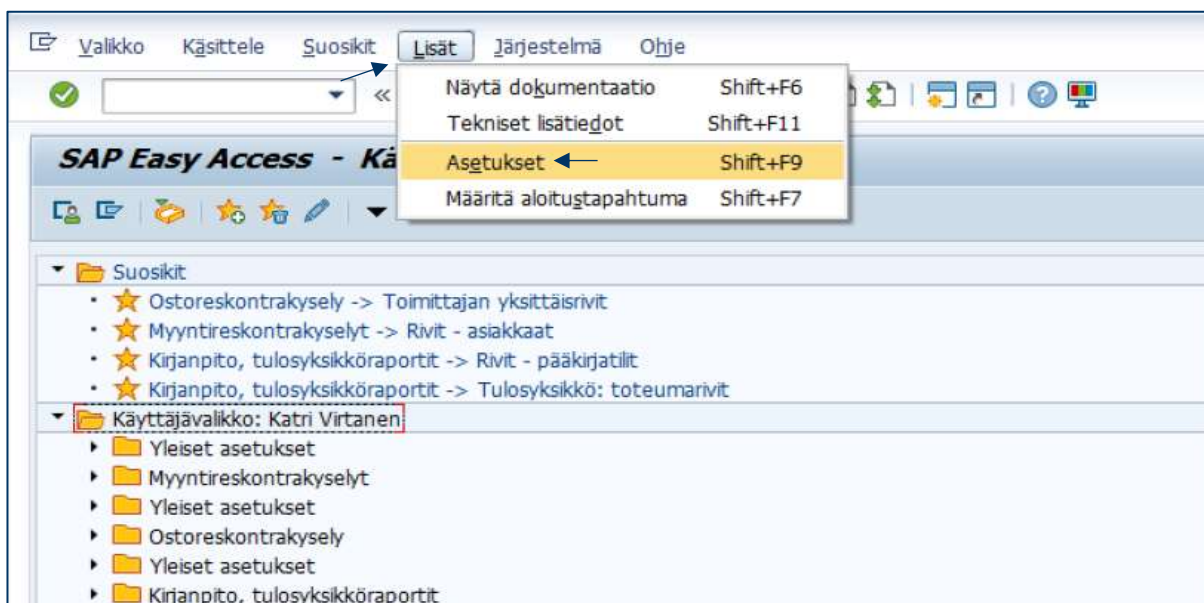 Valikko Käsittele Suosikit Lisät Järjestelmä Ohje
«
Näytä dokumentaatio Shift+F6
Tekniset lisätiedot Shift+F11
Asetukset Shift+F9
Määritä aloitustapahtuma Shift+F7
SAP Easy Access - Kä
Suosikit
Ostoreskontrakysely -> Toimittajan yksittäisrivit
Myyntireskontrakyselyt -> Rivit - asiakkaat
Kirjanpito, tulosyksikköraportit -> Rivit - pääkirjatilit
Kirjanpito, tulosyksikköraportit -> Tulosyksikkö: toteumarivit
Käyttäjävalikko: Katri Virtanen
Yleiset asetukset
Myyntireskontrakyselyt
Yleiset asetukset
Ostoreskontrakysely
Yleiset asetukset
Kirjanpito, tulosyksikköraportit